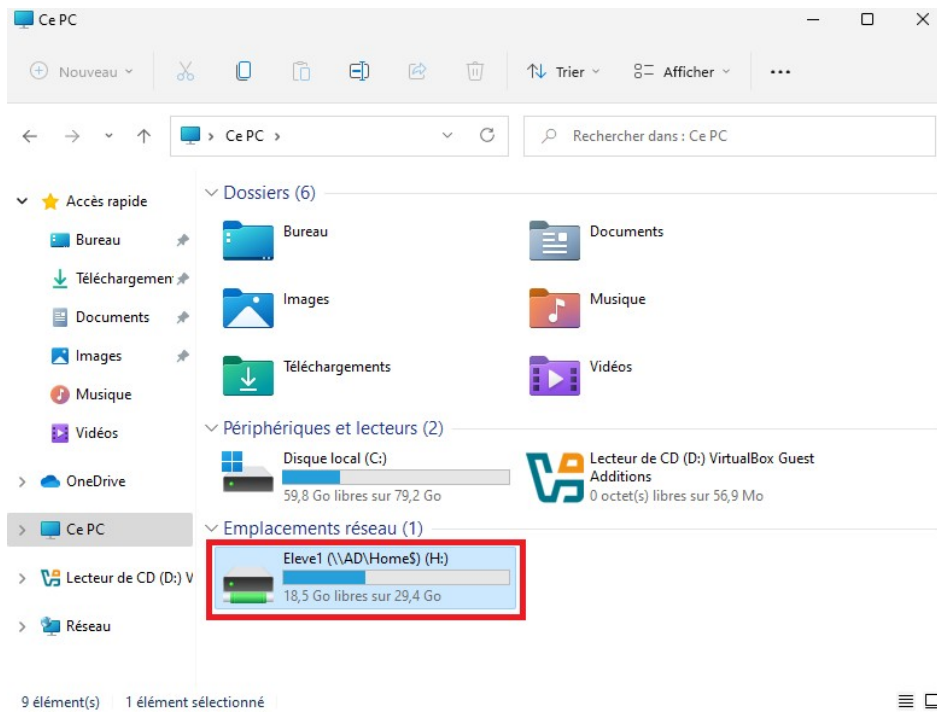 Ce PC
Nouveau
Trier
Afficher
Ce PC
Rechercher dans : Ce PC
Accès rapide
Bureau
Téléchargemen
Documents
Images
Musique
Vidéos
OneDrive
Ce PC
Lecteur de CD (D:) V
Réseau
Dossiers (6)
Bureau
Documents
Images
Musique
Téléchargements
Vidéos
Périphériques et lecteurs (2)
Disque local (C:)
59,8 Go libres sur 79,2 Go
Lecteur de CD (D:) VirtualBox Guest
Additions
0 octet(s) libres sur 56,9 Mo
Emplacements réseau (1)
Eleve1 (\\AD\Home$) (H:)
18,5 Go libres sur 29,4 Go
9 élément(s)
1 élément sélectionné